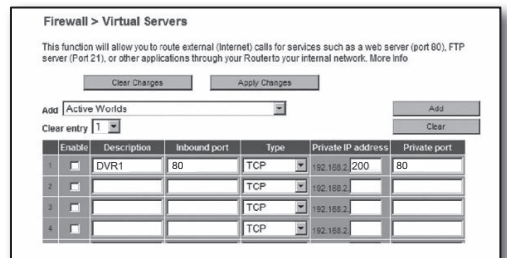 Firewall > Virtual Servers
This function will allow you to route external (Internet) calls for services such as a web server (port 80), FTP
server (Port 21), or other applications through your Routerto your internal network. More Info
Clear Changes Apply Changes
Add Active Worlds Add
Clear entry 1 Clear
Enable Description Inbound port Type Private IP address Private port
1 DVR1 80 TCP 192.168.2. 200 80
2 TCP 192.168.2.
3 TCP 192.168.2.
4 TCP 192.168.2.